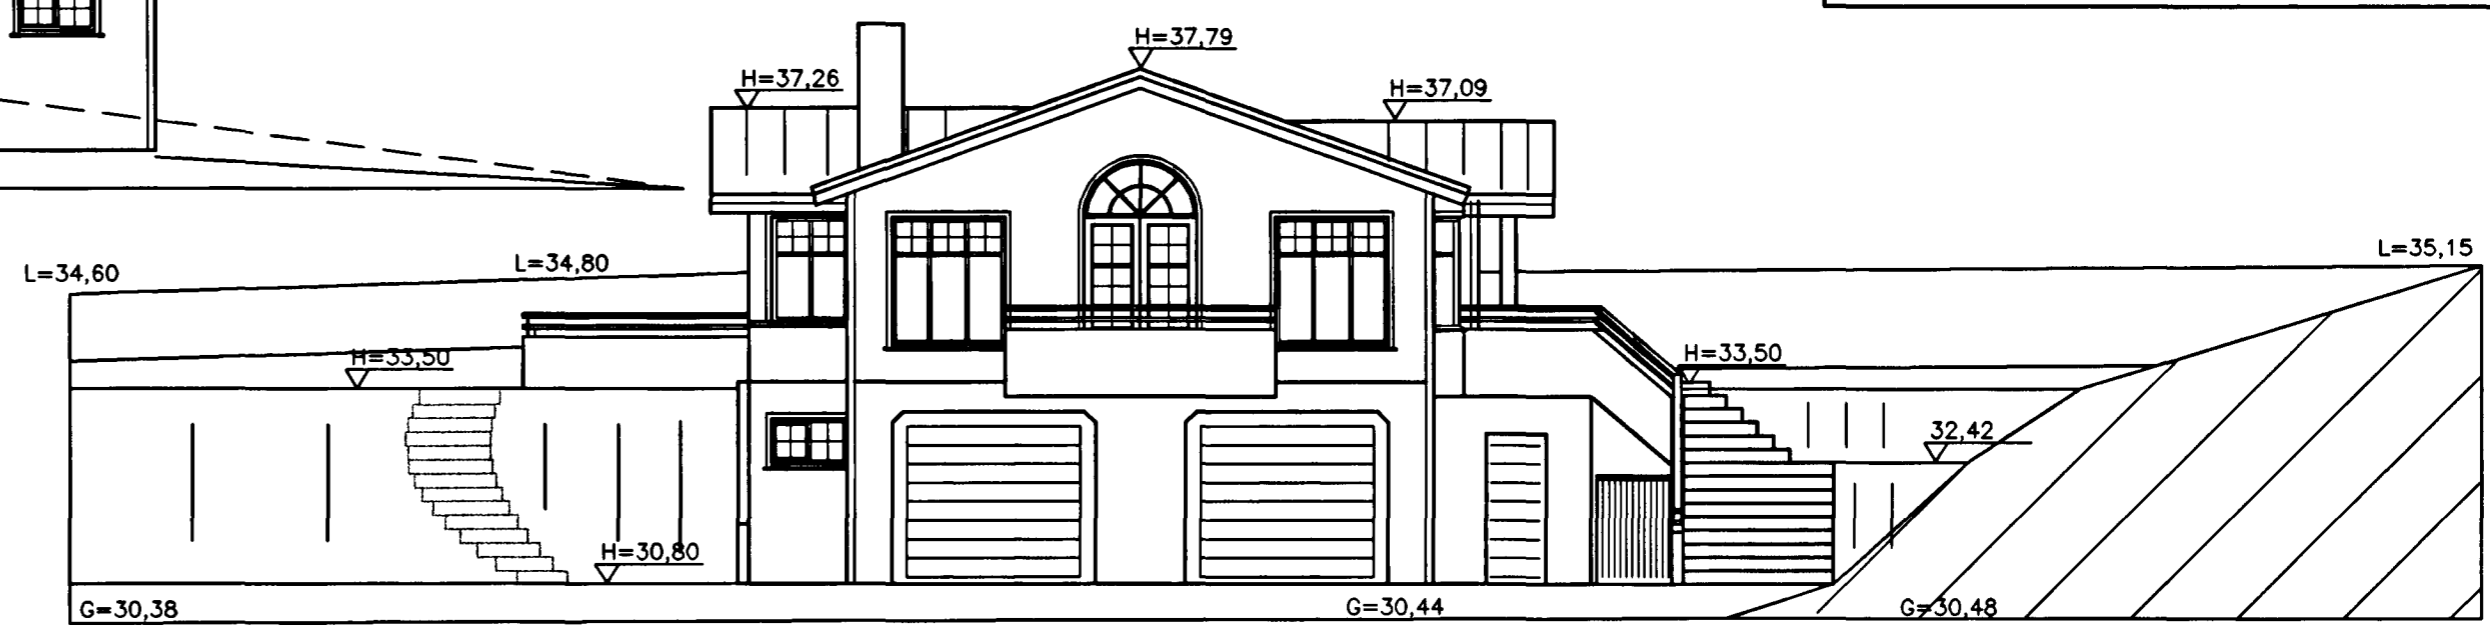 H=37,79
H=37,26
H=37,09
L=35,15
L=34,80
L=34,60
H=33,50
H=33,50
32,42
H=30,80
G=30,38
G=30,44
G=30,48